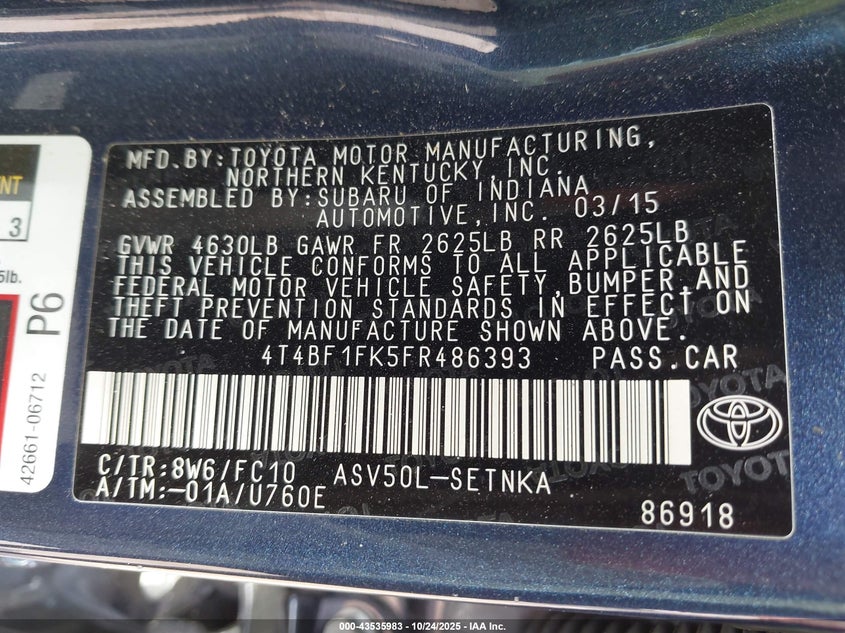 MFD.BY:TOYOTA MOTOR MANUFACTURING,
NORTHERN KENTUCKY,INC.
ASSEMBLED BY:SUBARU OF INDIANA
AUTOMOTIVE,INC. 03/15
GVWR 4630LB GAWR FR 2625LB RR 2625LB
THIS VEHICLE CONFORMS TO ALL APPLICABLE
FEDERAL MOTOR VEHICLE SAFETY,BUMPER,AND
THEFT PREVENTION STANDARDS IN EFFECT ON
THE DATE OF MANUFACTURE SHOWN ABOVE.
4T4BF1FK5FR486393 PASS.CAR
C/TR:8W6/FC10 ASV50L-SETNKA
A/TM:-01A/U760E
86918
3
5lb.
P6
42661-06712
TOYOTA
000-43535983 - 10/24/2025 - IAA Inc.